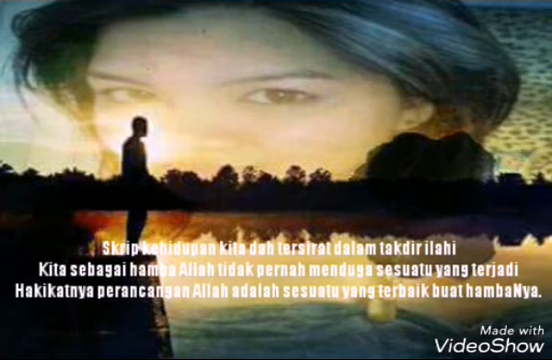 Skrip kehidupan kita dah tersirat dalam takdir ilahi
Kita sebagai hamba Allah tidak pernah menduga sesuatu yang terjadi
Hakikatnya perancangan Allah adalah sesuatu yang terbaik buat hambaNya.
Made with
VideoShow